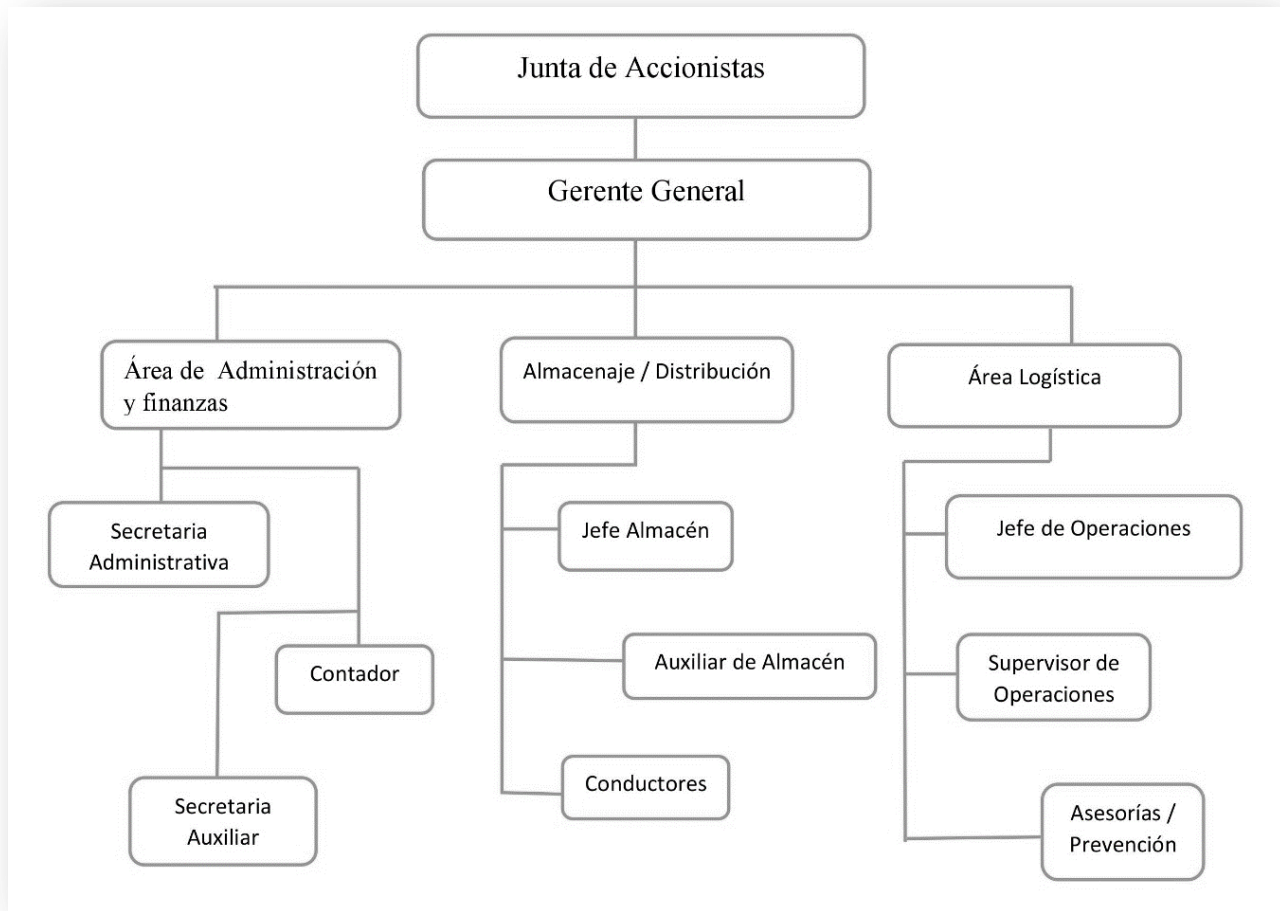 Junta de Accionistas
Gerente General
Área de Administración
y finanzas
Almacenaje / Distribución
Área Logística
Secretaria
Administrativa
Jefe Almacén
Jefe de Operaciones
Contador
Auxiliar de Almacén
Supervisor de
Operaciones
Secretaria
Auxiliar
Conductores
Asesorías /
Prevención